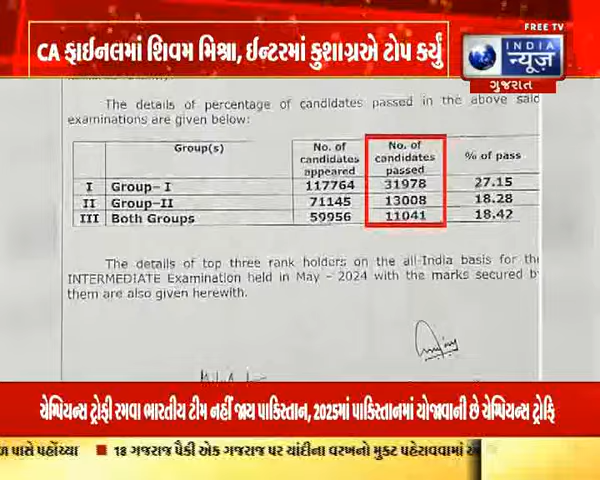 CA ફાઈનલમાં શિવમ મિશ્રા, ઈન્ટરમાં કુશાગ્રએ ટોપ કર્યું
FREE TV
INDIA
ન્યૂઝ
ગુજરાત
The details of percentage of candidates passed in the above said
examinations are given below:
Group(s) No. of candidates appeared No. of candidates passed % of pass
I Group– I 117764 31978 27.15
II Group–II 71145 13008 18.28
III Both Groups 59956 11041 18.42
The details of top three rank holders on the all-India basis for the
INTERMEDIATE Examination held in May – 2024 with the marks secured by
them are also given herewith.
ચેમ્પિયન્સ ટ્રોફી રમવા ભારતીય ટીમ નહીં જાય પાકિસ્તાન, 2025માં પાકિસ્તાનમાં યોજાવાની છે ચેમ્પિયન્સ ટ્રોફિ
પાસે પહોંચ્યા ■ 18 ગજરાજ પૈકી એક ગજરાજ પર ચાંદીના વરખનો મુકટ પહેરાવવામાં